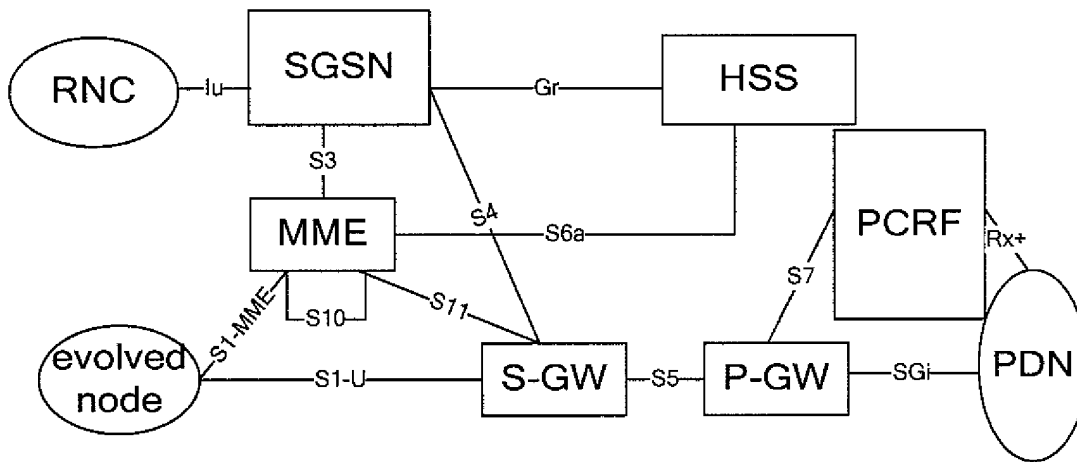 SGSN
HSS
RNC
Iu
Gr
S3
S4
MME
S6a
PCRF
Rx+
S7
S1-MME
S10
S11
evolved
node
S1-U
S-GW
S5
P-GW
SGi
PDN